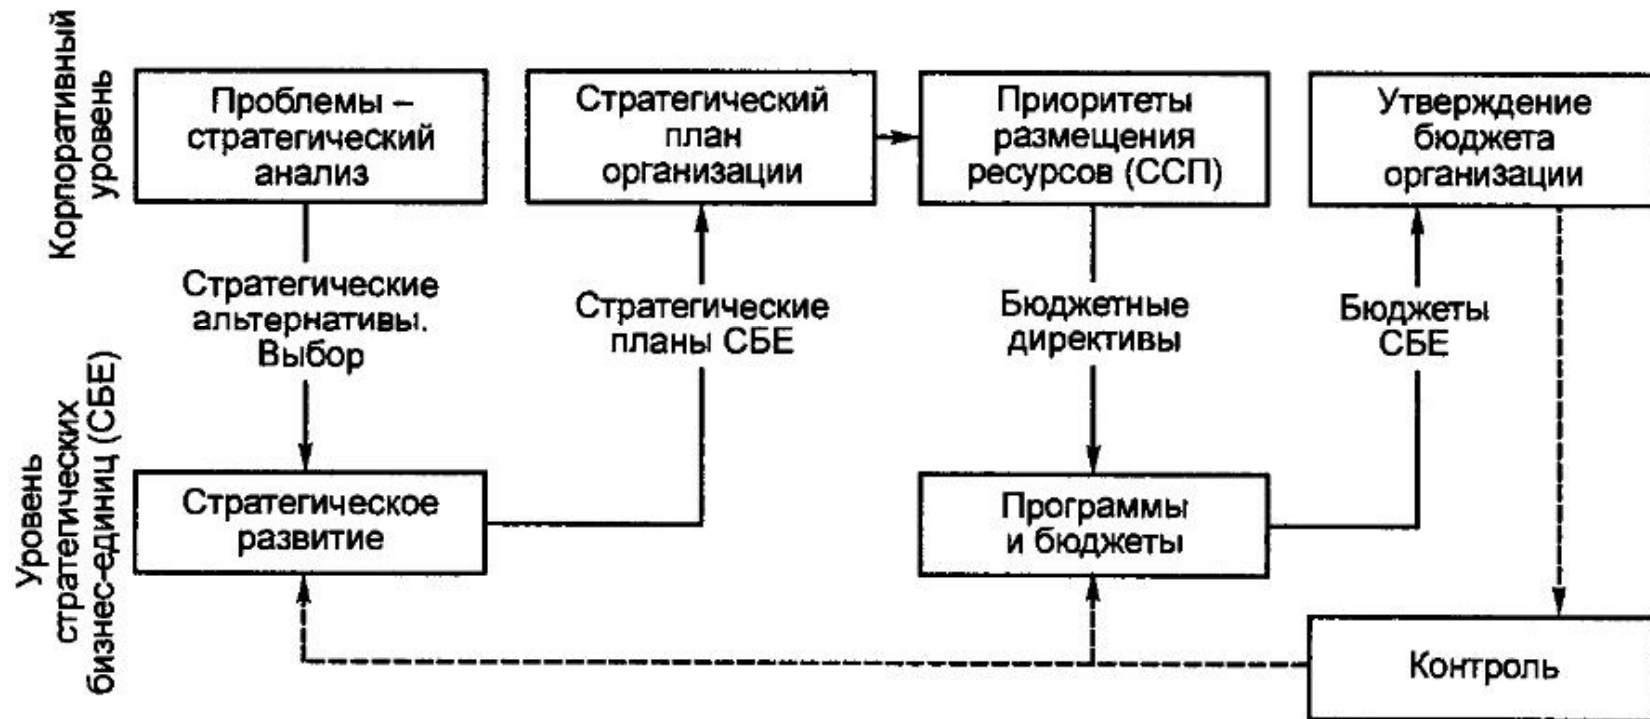 Корпоративный
уровень
Проблемы –
стратегический
анализ
Стратегический
план
организации
Приоритеты
размещения
ресурсов (ССП)
Утверждение
бюджета
организации
Стратегические
альтернативы.
Выбор
Стратегические
планы СБЕ
Бюджетные
директивы
Бюджеты
СБЕ
Уровень
стратегических
бизнес-единиц (СБЕ)
Стратегическое
развитие
Программы
и бюджеты
Контроль